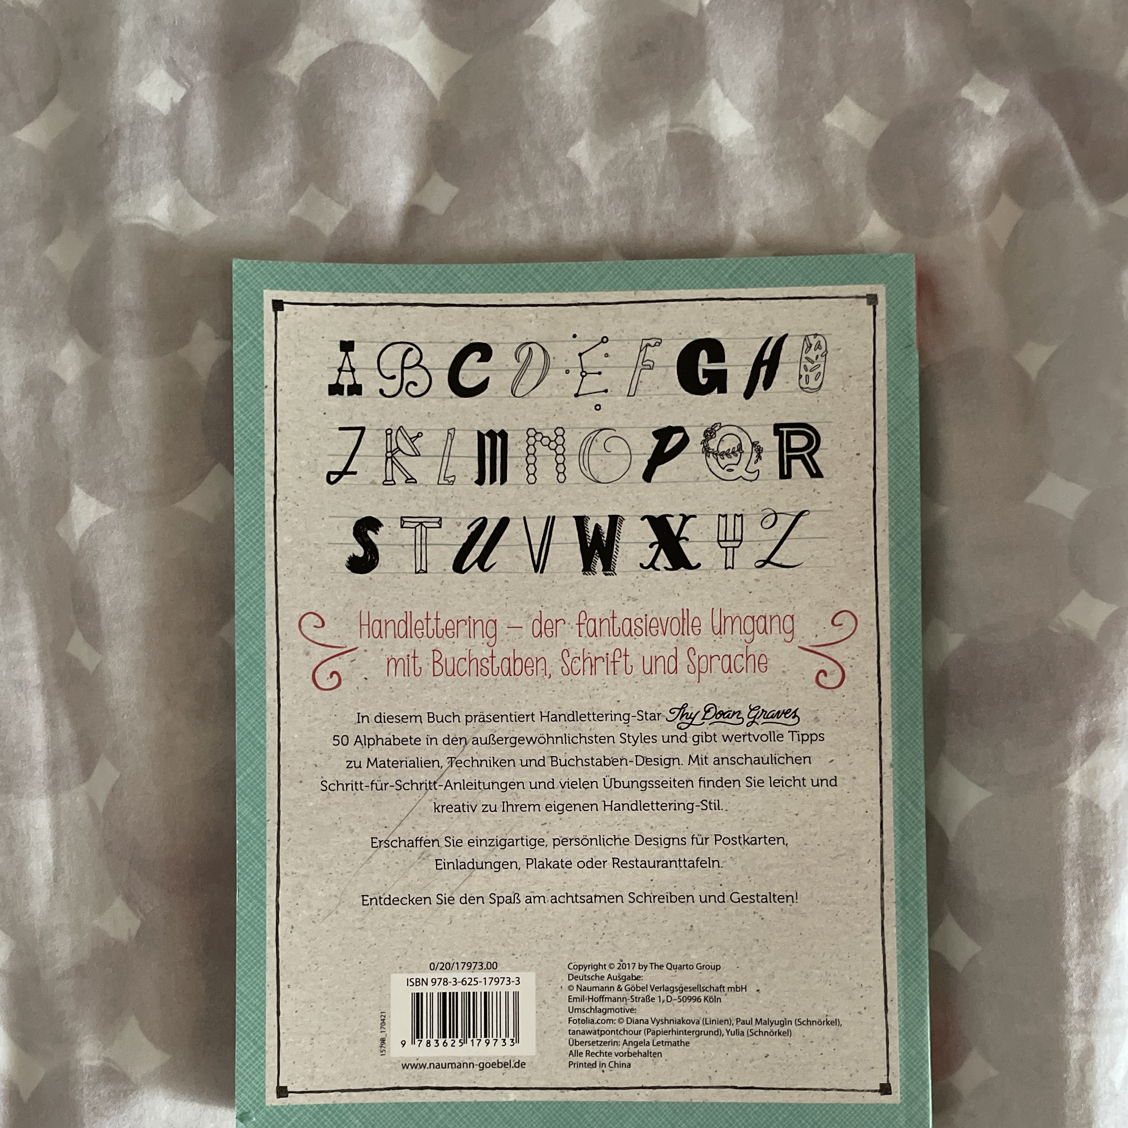 A B C D E F G H I
J K L M N O P Q R
S T U V W X Y Z
Handlettering – der fantasievolle Umgang
mit Buchstaben, Schrift und Sprache
In diesem Buch präsentiert Handlettering-Star Thy Doan Graves
50 Alphabete in den außergewöhnlichsten Styles und gibt wertvolle Tipps
zu Materialien, Techniken und Buchstaben-Design. Mit anschaulichen
Schritt-für-Schritt-Anleitungen und vielen Übungsseiten finden Sie leicht und
kreativ zu Ihrem eigenen Handlettering-Stil.
Erschaffen Sie einzigartige, persönliche Designs für Postkarten,
Einladungen, Plakate oder Restauranttafeln.
Entdecken Sie den Spaß am achtsamen Schreiben und Gestalten!
0/20/17973.00
ISBN 978-3-625-17973-3
1579B_170421
9 783625 179733
www.naumann-goebel.de
Copyright © 2017 by The Quarto Group
Deutsche Ausgabe:
© Naumann & Göbel Verlagsgesellschaft mbH
Emil-Hoffmann-Straße 1, D–50996 Köln
Umschlagmotive:
Fotolia.com: © Diana Vyshniakova (Linien), Paul Malyugin (Schnörkel),
tanawatpontchour (Papierhintergrund), Yulia (Schnörkel)
Übersetzerin: Angela Letmathe
Alle Rechte vorbehalten
Printed in China